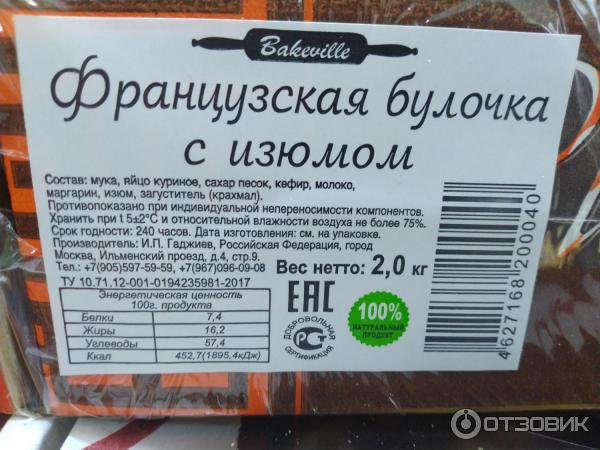 Bakeville
Французская булочка
с изюмом
Состав: мука, яйцо куриное, сахар песок, кефир, молоко,
маргарин, изюм, загуститель (крахмал).
Противопоказано при индивидуальной непереносимости компонентов.
Хранить при t 5±2°C и относительной влажности воздуха не более 75%.
Срок годности: 240 часов. Дата изготовления: см. на упаковке.
Производитель: И.П. Гаджиев, Российская Федерация, город
Москва, Ильменский проезд, д.4, стр.9.
Тел.: +7(905)597-59-59, +7(967)096-09-08
Вес нетто: 2,0 кг
ТУ 10.71.12-001-0194235981-2017
Энергетическая ценность
100г. продукта
Белки 7,4
Жиры 16,2
Углеводы 57,4
Ккал 452,7(1895,4кДж)
ЕАС
ДОБРОВОЛЬНАЯ
РСТ
СЕРТИФИКАЦИЯ
100%
НАТУРАЛЬНЫЙ
ПРОДУКТ
4627168200040
ОТЗОВИК